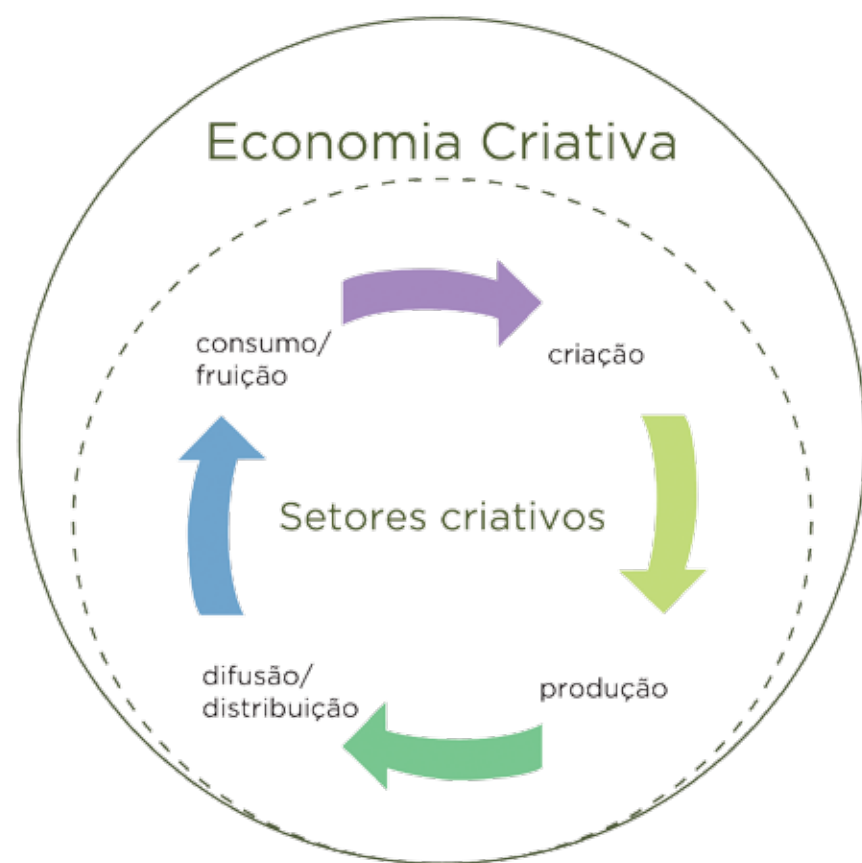 Economia Criativa
consumo/
fruição
criação
Setores criativos
difusão/
distribuição
produção